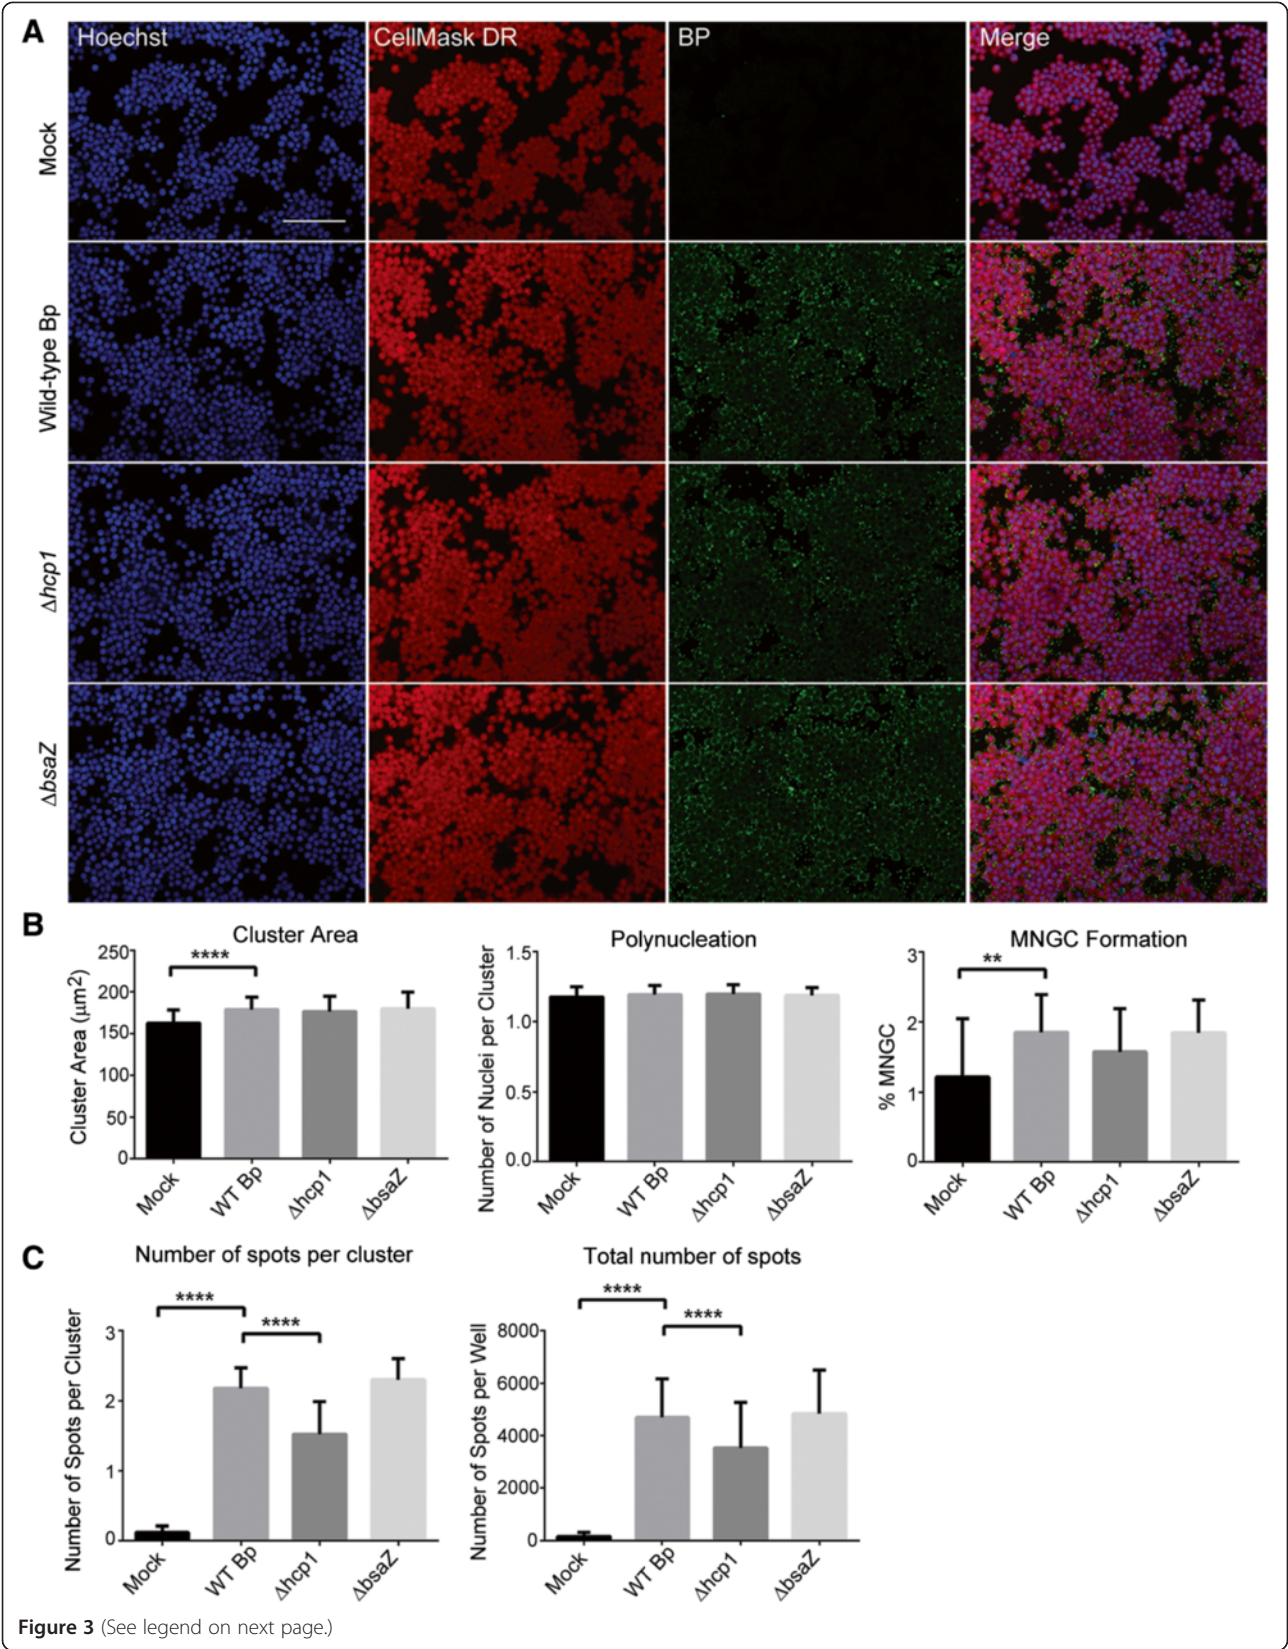 A
Hoechst CellMask DR BP Merge
Mock
Wild-type Bp
Δhcp1
ΔbsaZ
B
Cluster Area
****
Cluster Area (µm2)
250
200
150
100
50
0
Mock WT Bp Δhcp1 ΔbsaZ
Polynucleation
Number of Nuclei per Cluster
1.5
1.0
0.5
0.0
Mock WT Bp Δhcp1 ΔbsaZ
MNGC Formation
**
% MNGC
3
2
1
0
Mock WT Bp Δhcp1 ΔbsaZ
C
Number of spots per cluster
****
****
Number of Spots per Cluster
3
2
1
0
Mock WT Bp Δhcp1 ΔbsaZ
Total number of spots
****
****
Number of Spots per Well
8000
6000
4000
2000
0
Mock WT Bp Δhcp1 ΔbsaZ
Figure 3 (See legend on next page.)